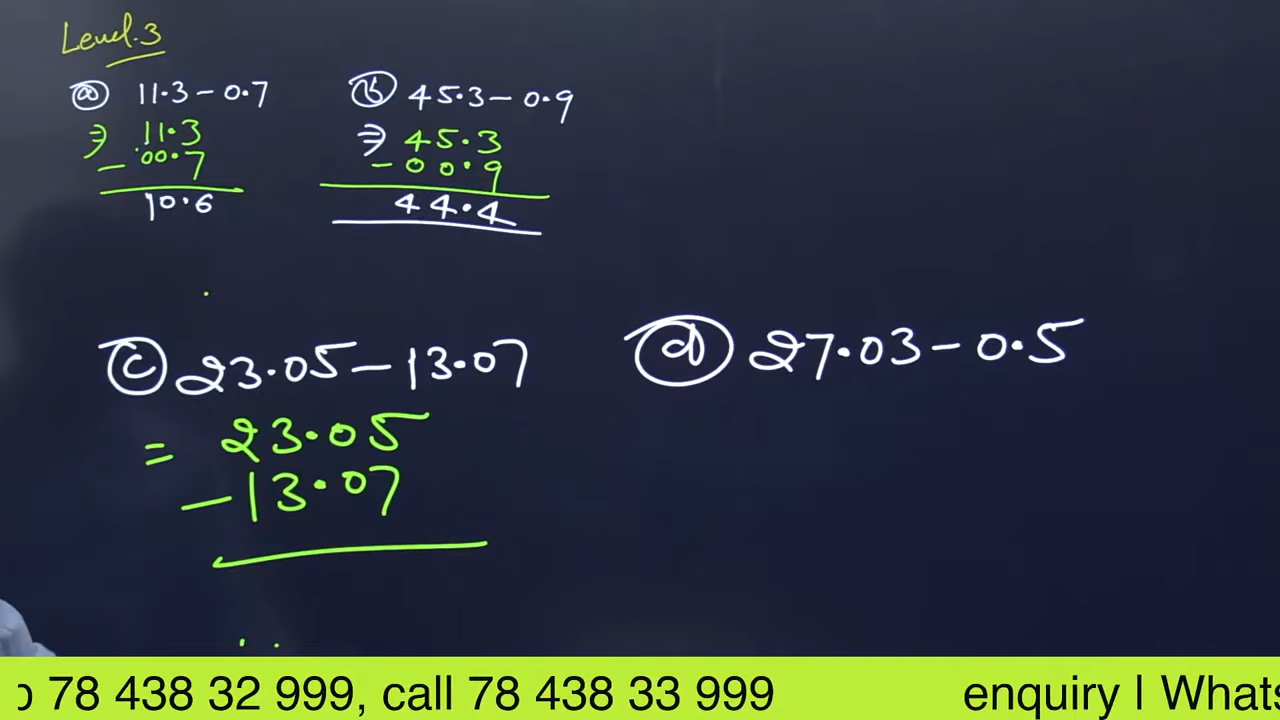 Level.3
a 11.3 - 0.7
⇒ 11.3
- 00.7
10.6
b 45.3 - 0.9
⇒ 45.3
- 00.9
44.4
c 23.05 - 13.07
= 23.05
- 13.07
d 27.03 - 0.5
78 438 32 999, call 78 438 33 999 enquiry I Whats